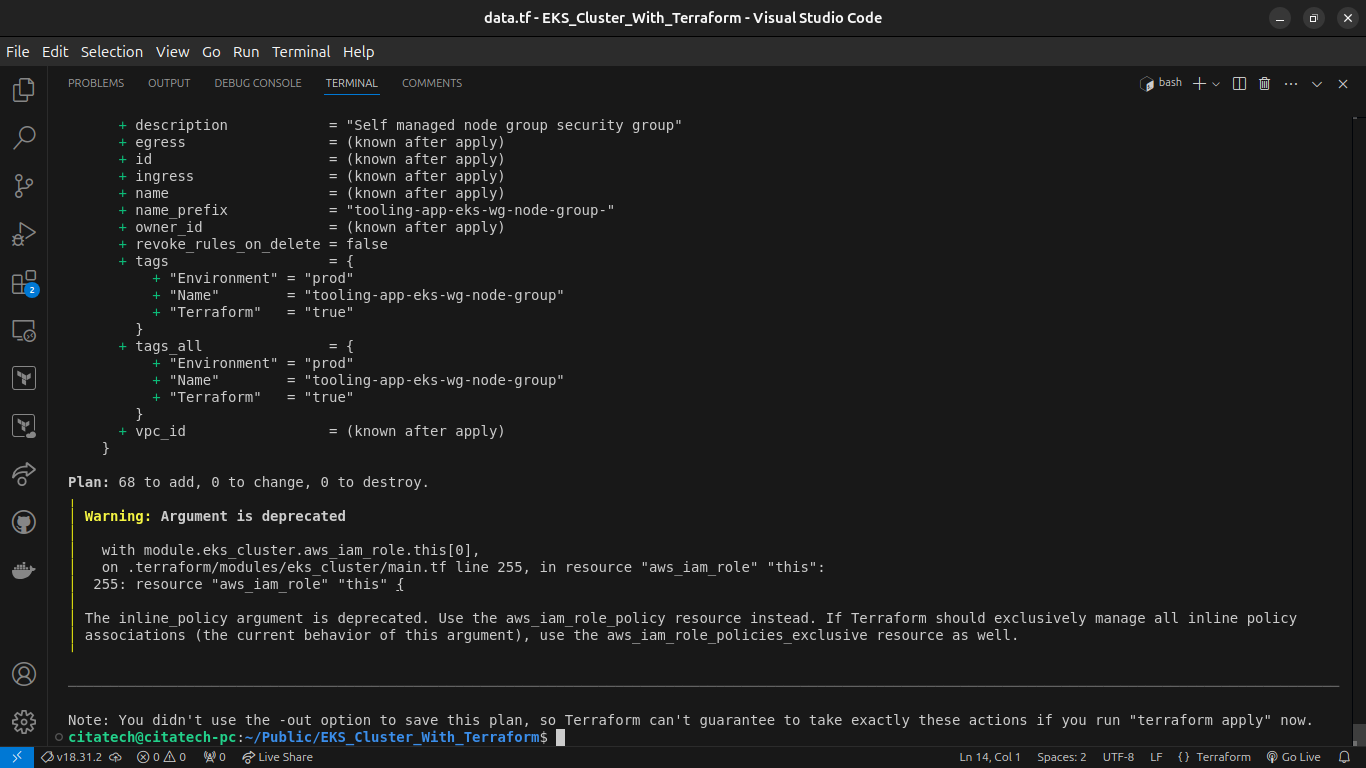 data.tf - EKS_Cluster_With_Terraform - Visual Studio Code
File Edit Selection View Go Run Terminal Help
PROBLEMS OUTPUT DEBUG CONSOLE TERMINAL COMMENTS bash
+ description = "Self managed node group security group"
+ egress = (known after apply)
+ id = (known after apply)
+ ingress = (known after apply)
+ name = (known after apply)
+ name_prefix = "tooling-app-eks-wg-node-group-"
+ owner_id = (known after apply)
+ revoke_rules_on_delete = false
+ tags = {
+ "Environment" = "prod"
+ "Name" = "tooling-app-eks-wg-node-group"
+ "Terraform" = "true"
}
+ tags_all = {
+ "Environment" = "prod"
+ "Name" = "tooling-app-eks-wg-node-group"
+ "Terraform" = "true"
}
+ vpc_id = (known after apply)
}
Plan: 68 to add, 0 to change, 0 to destroy.
Warning: Argument is deprecated
with module.eks_cluster.aws_iam_role.this[0],
on .terraform/modules/eks_cluster/main.tf line 255, in resource "aws_iam_role" "this":
255: resource "aws_iam_role" "this" {
The inline_policy argument is deprecated. Use the aws_iam_role_policy resource instead. If Terraform should exclusively manage all inline policy
associations (the current behavior of this argument), use the aws_iam_role_policies_exclusive resource as well.
Note: You didn't use the -out option to save this plan, so Terraform can't guarantee to take exactly these actions if you run "terraform apply" now.
citatech@citatech-pc:~/Public/EKS_Cluster_With_Terraform$
2
v18.31.2 0 0 0 Live Share Ln 14, Col 1 Spaces: 2 UTF-8 LF {} Terraform Go Live